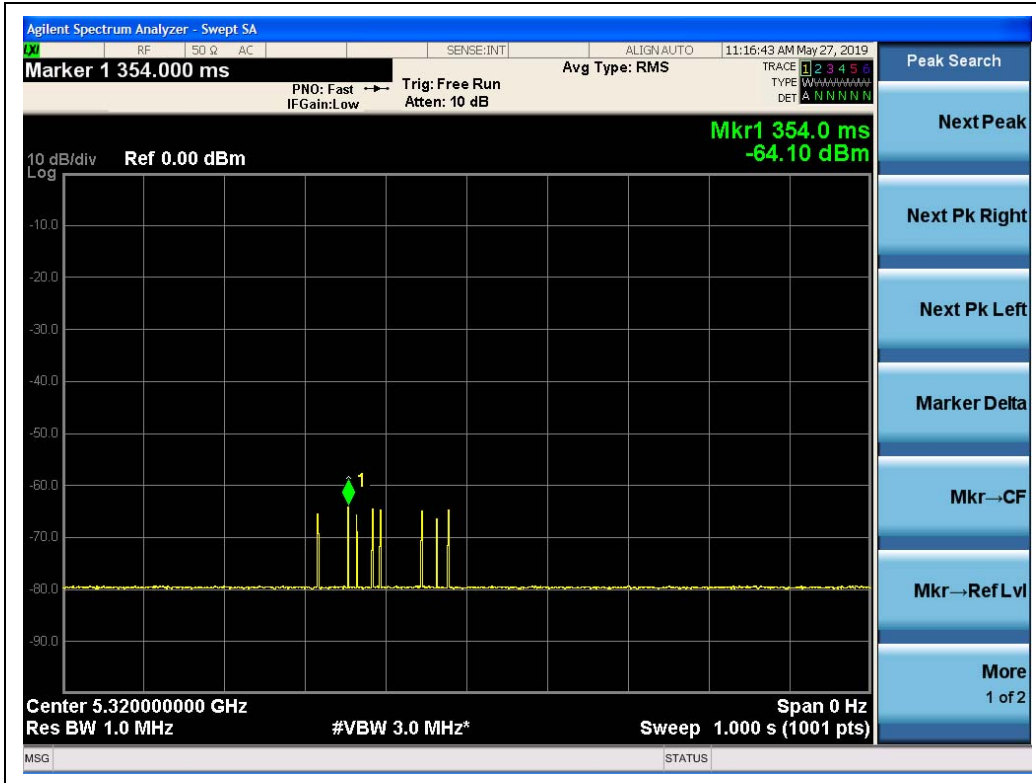 Agilent Spectrum Analyzer - Swept SA
LXI RF 50 Ω AC SENSE:INT ALIGNAUTO 11:16:43 AM May 27, 2019
Marker 1 354.000 ms
PNO: Fast
IFGain:Low
Trig: Free Run
Atten: 10 dB
Avg Type: RMS
TRACE 1 2 3 4 5 6
TYPE WWWWWW
DET A N N N N N
Mkr1 354.0 ms
-64.10 dBm
10 dB/div Ref 0.00 dBm
Log
-10.0
-20.0
-30.0
-40.0
-50.0
-60.0
-70.0
-80.0
-90.0
1
Center 5.320000000 GHz Span 0 Hz
Res BW 1.0 MHz #VBW 3.0 MHz* Sweep 1.000 s (1001 pts)
MSG STATUS
Peak Search
Next Peak
Next Pk Right
Next Pk Left
Marker Delta
Mkr→CF
Mkr→Ref Lvl
More
1 of 2